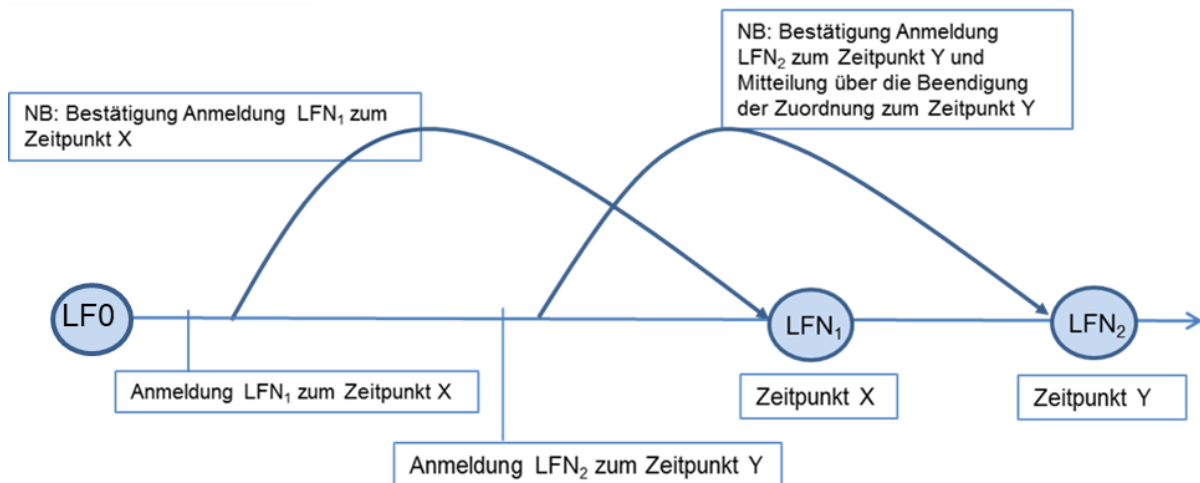 NB: Bestätigung Anmeldung
LFN₂ zum Zeitpunkt Y und
Mitteilung über die Beendigung
der Zuordnung zum Zeitpunkt Y
NB: Bestätigung Anmeldung LFN₁ zum
Zeitpunkt X
LF0
LFN₁
LFN₂
Anmeldung LFN₁ zum Zeitpunkt X
Zeitpunkt X
Zeitpunkt Y
Anmeldung LFN₂ zum Zeitpunkt Y